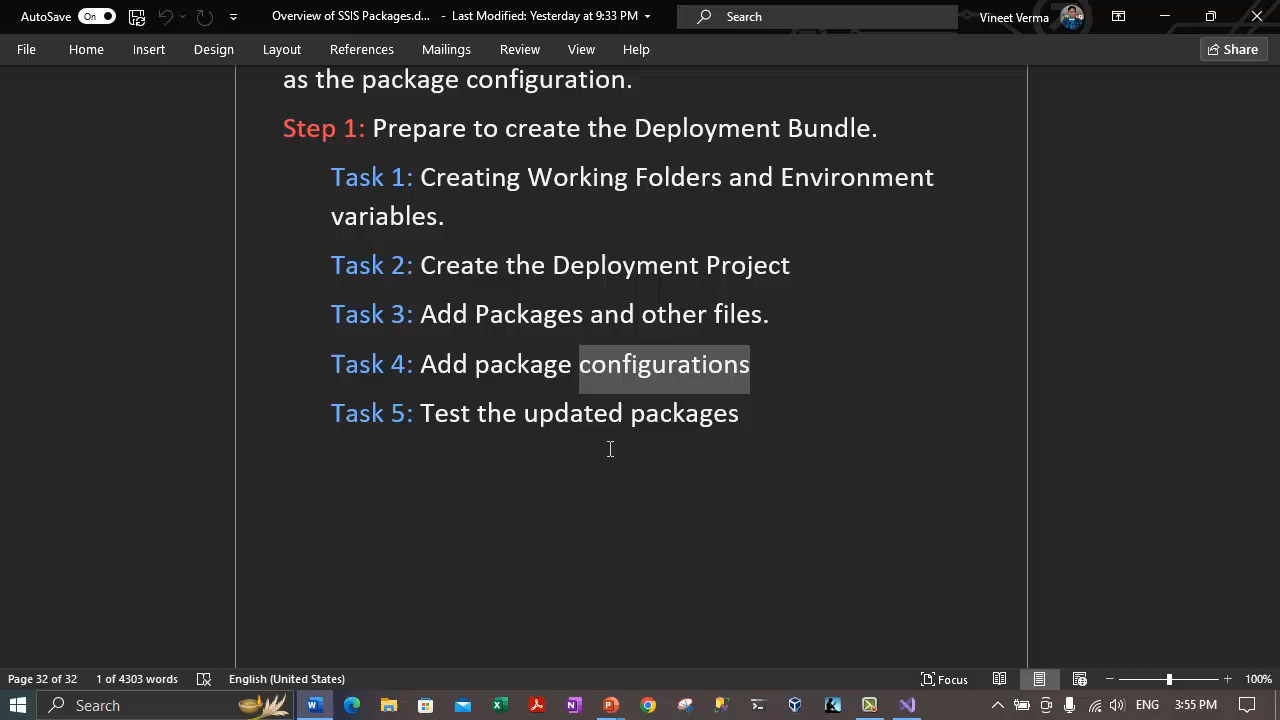 AutoSave On Overview of SSIS Packages.d... - Last Modified: Yesterday at 9:33 PM Search Vineet Verma
File Home Insert Design Layout References Mailings Review View Help Share
as the package configuration.
Step 1: Prepare to create the Deployment Bundle.
Task 1: Creating Working Folders and Environment
variables.
Task 2: Create the Deployment Project
Task 3: Add Packages and other files.
Task 4: Add package configurations
Task 5: Test the updated packages
Page 32 of 32 1 of 4303 words English (United States) Focus 100%
Search ENG 3:55 PM